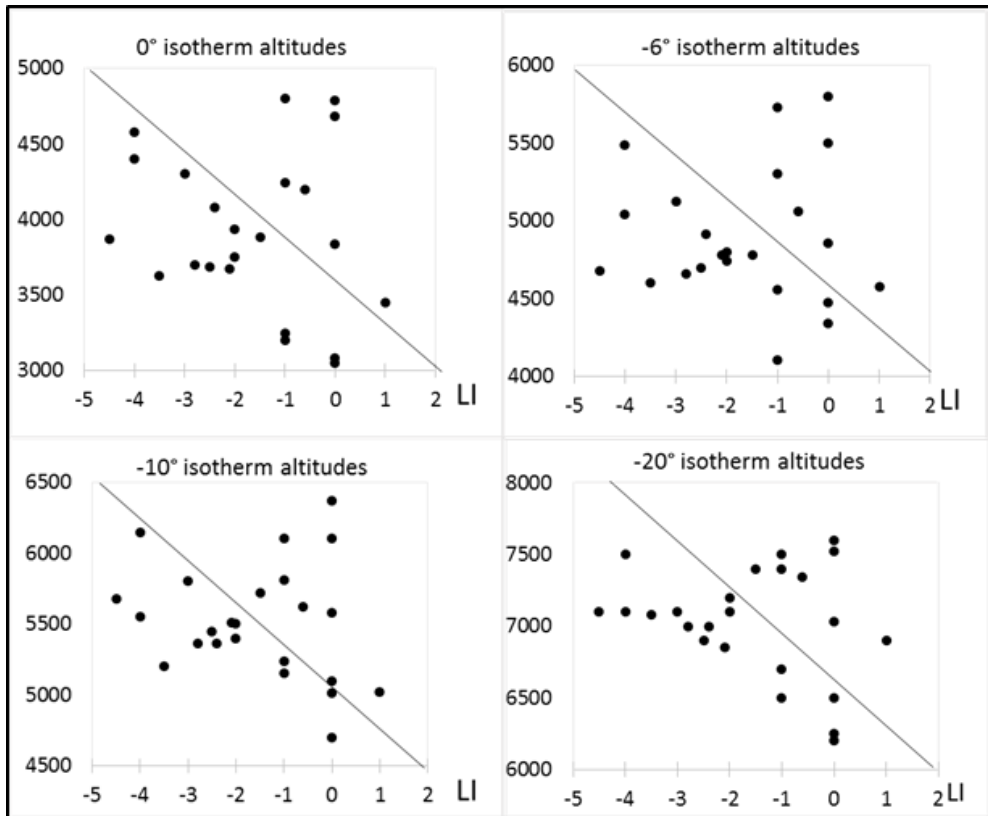 0° isotherm altitudes
5000
4500
4000
3500
3000
-5 -4 -3 -2 -1 0 1 2 LI
-6° isotherm altitudes
6000
5500
5000
4500
4000
-5 -4 -3 -2 -1 0 1 2 LI
-10° isotherm altitudes
6500
6000
5500
5000
4500
-5 -4 -3 -2 -1 0 1 2 LI
-20° isotherm altitudes
8000
7500
7000
6500
6000
-5 -4 -3 -2 -1 0 1 2 LI